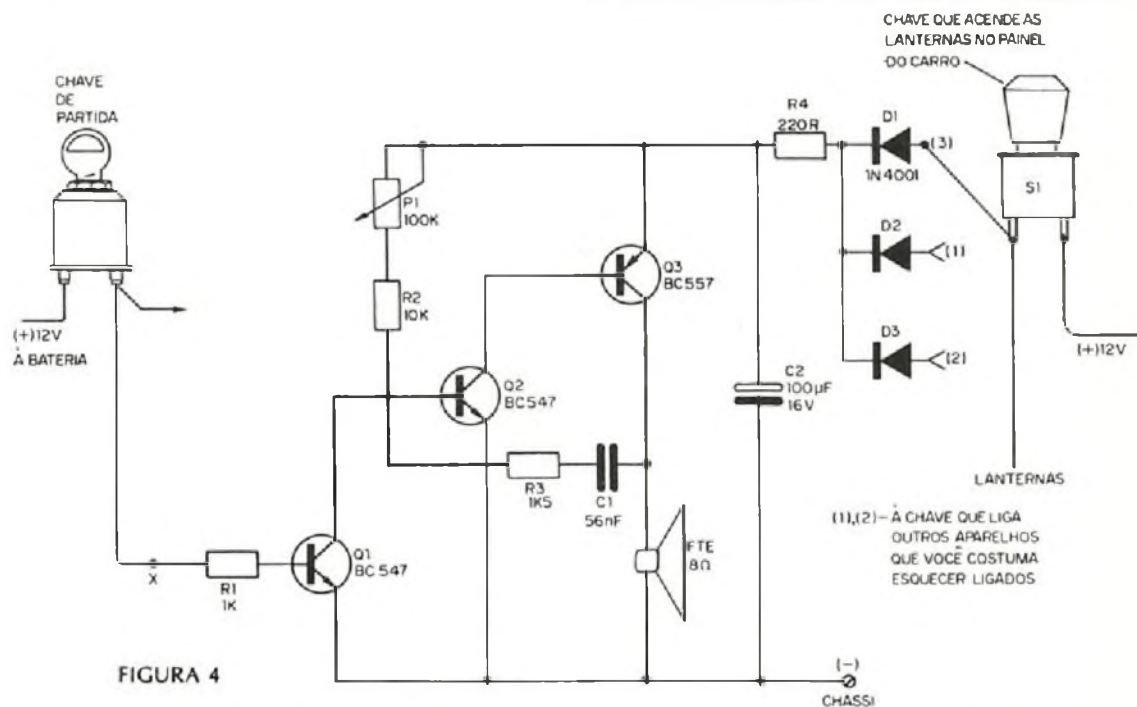 CHAVE
DE
PARTIDA
(+)12V
À BATERIA
CHAVE QUE ACENDE AS
LANTERNAS NO PAINEL
DO CARRO
R4
220R
D1
(3)
1N4001
S1
P1
100K
D2
(1)
Q3
BC557
R2
10K
D3
(2)
(+)12V
Q2
BC547
C2
100µF
16V
R3
1K5
C1
56nF
LANTERNAS
(1),(2)- À CHAVE QUE LIGA
OUTROS APARELHOS
QUE VOCÊ COSTUMA
ESQUECER LIGADOS
FTE
8Ω
Q1
BC547
X
R1
1K
FIGURA 4
(-)
CHASSI